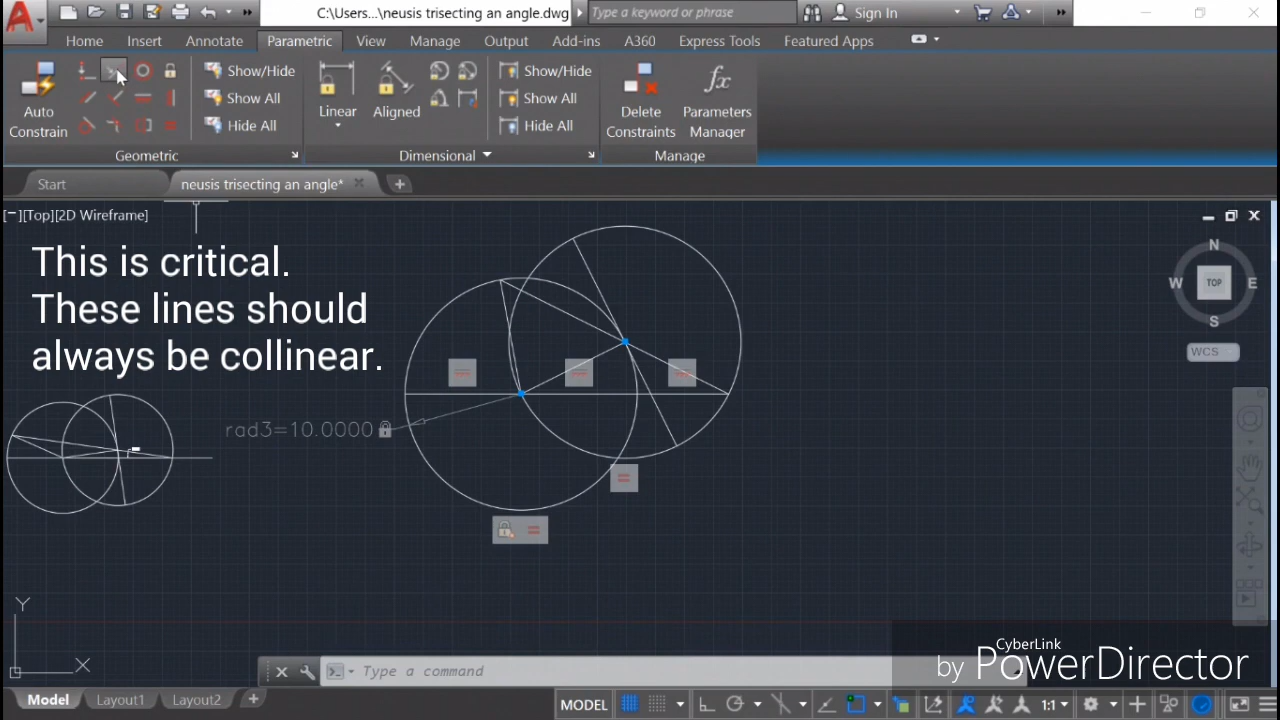 C:\Users...\neusis trisecting an angle.dwg
Type a keyword or phrase
Sign In
Home
Insert
Annotate
Parametric
View
Manage
Output
Add-ins
A360
Express Tools
Featured Apps
Auto
Constrain
Show/Hide
Show All
Hide All
Linear
Aligned
Show/Hide
Show All
Hide All
Delete
Constraints
Parameters
Manager
Geometric
Dimensional
Manage
Start
neusis trisecting an angle*
[−][Top][2D Wireframe]
This is critical.
These lines should
always be collinear.
rad3=10.0000
N
W
TOP
E
S
WCS
Y
X
Type a command
CyberLink
by PowerDirector
Model
Layout1
Layout2
MODEL
1:1